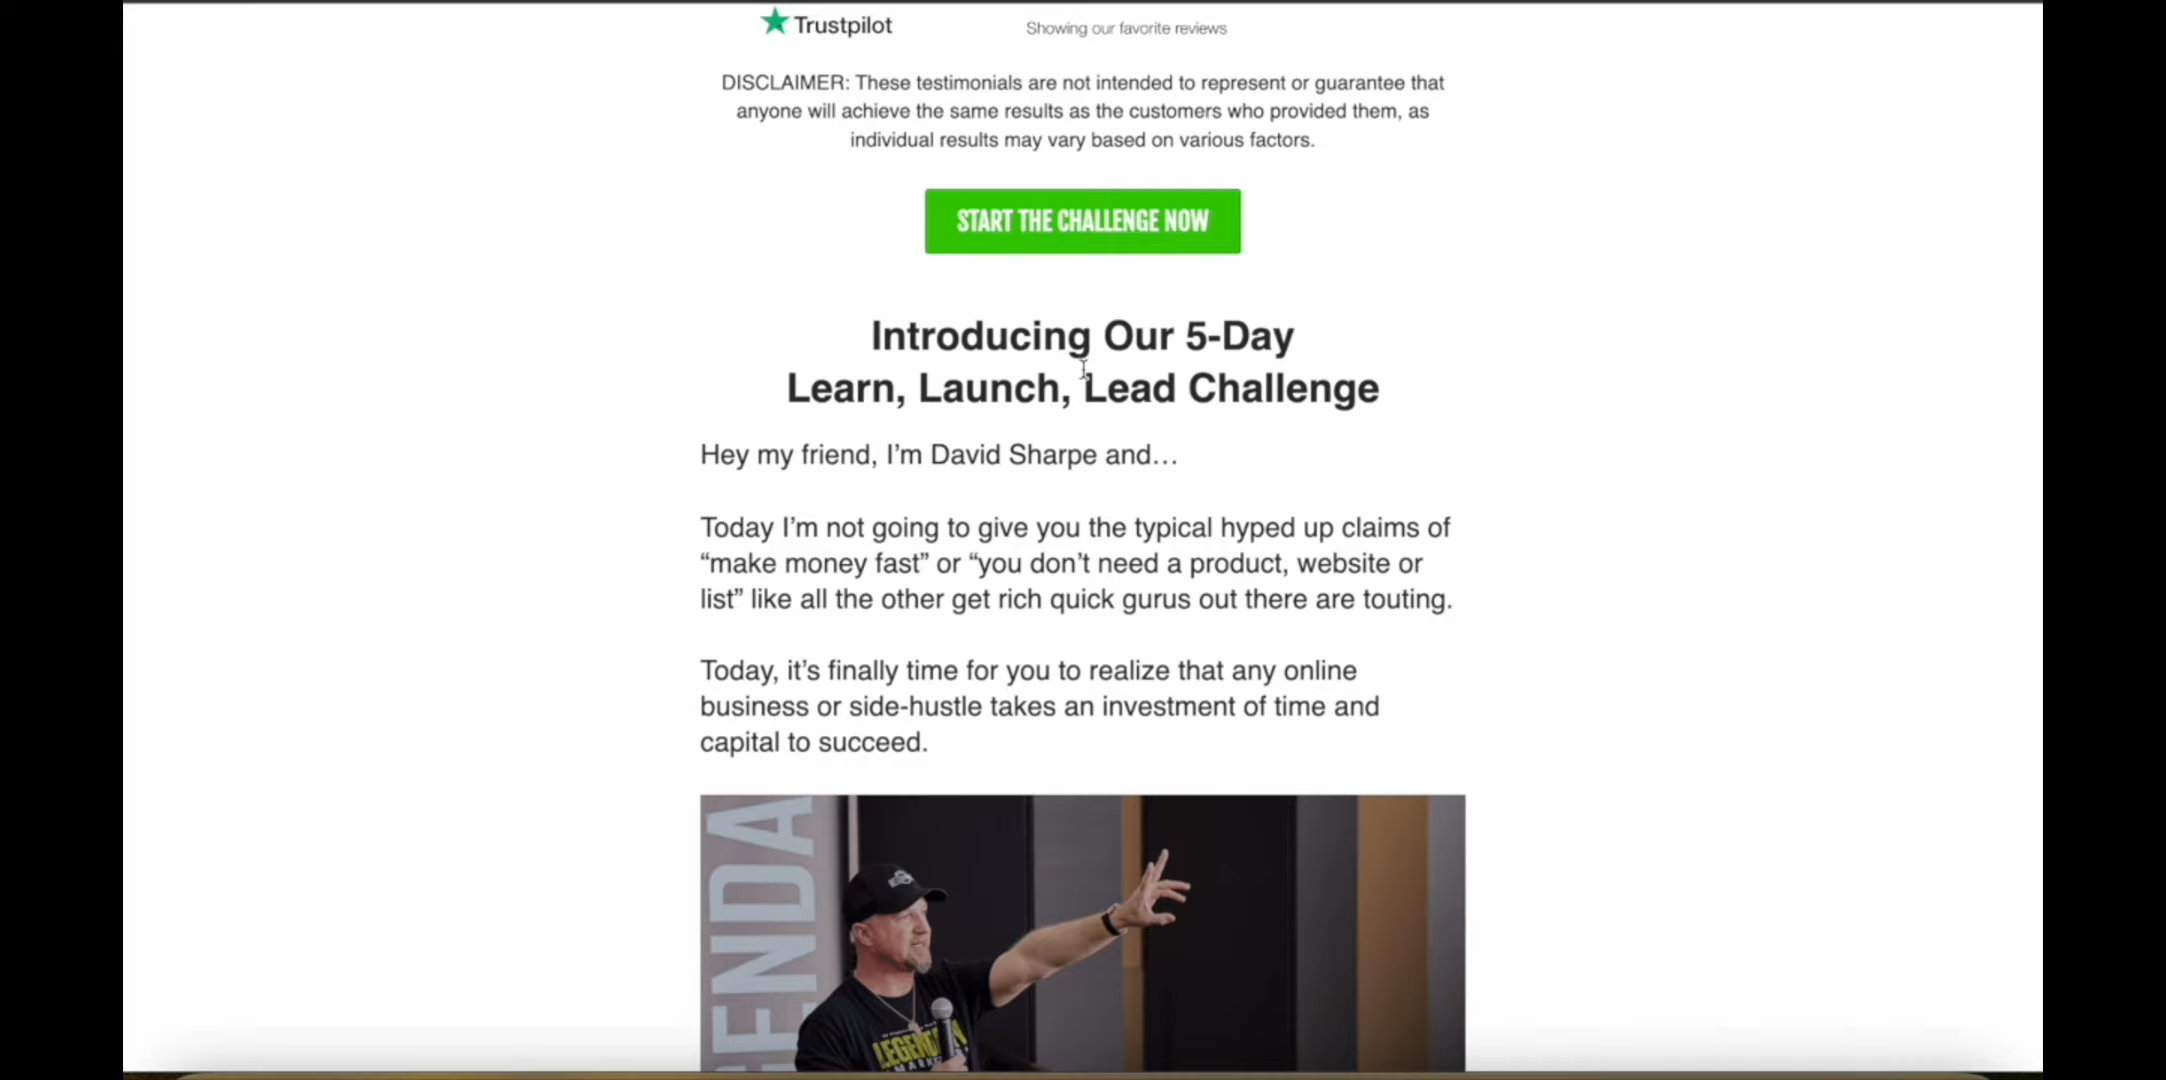 Trustpilot
Showing our favorite reviews
DISCLAIMER: These testimonials are not intended to represent or guarantee that
anyone will achieve the same results as the customers who provided them, as
individual results may vary based on various factors.
START THE CHALLENGE NOW
Introducing Our 5-Day
Learn, Launch, Lead Challenge
Hey my friend, I’m David Sharpe and…
Today I’m not going to give you the typical hyped up claims of
“make money fast” or “you don’t need a product, website or
list” like all the other get rich quick gurus out there are touting.
Today, it’s finally time for you to realize that any online
business or side-hustle takes an investment of time and
capital to succeed.
ENDA